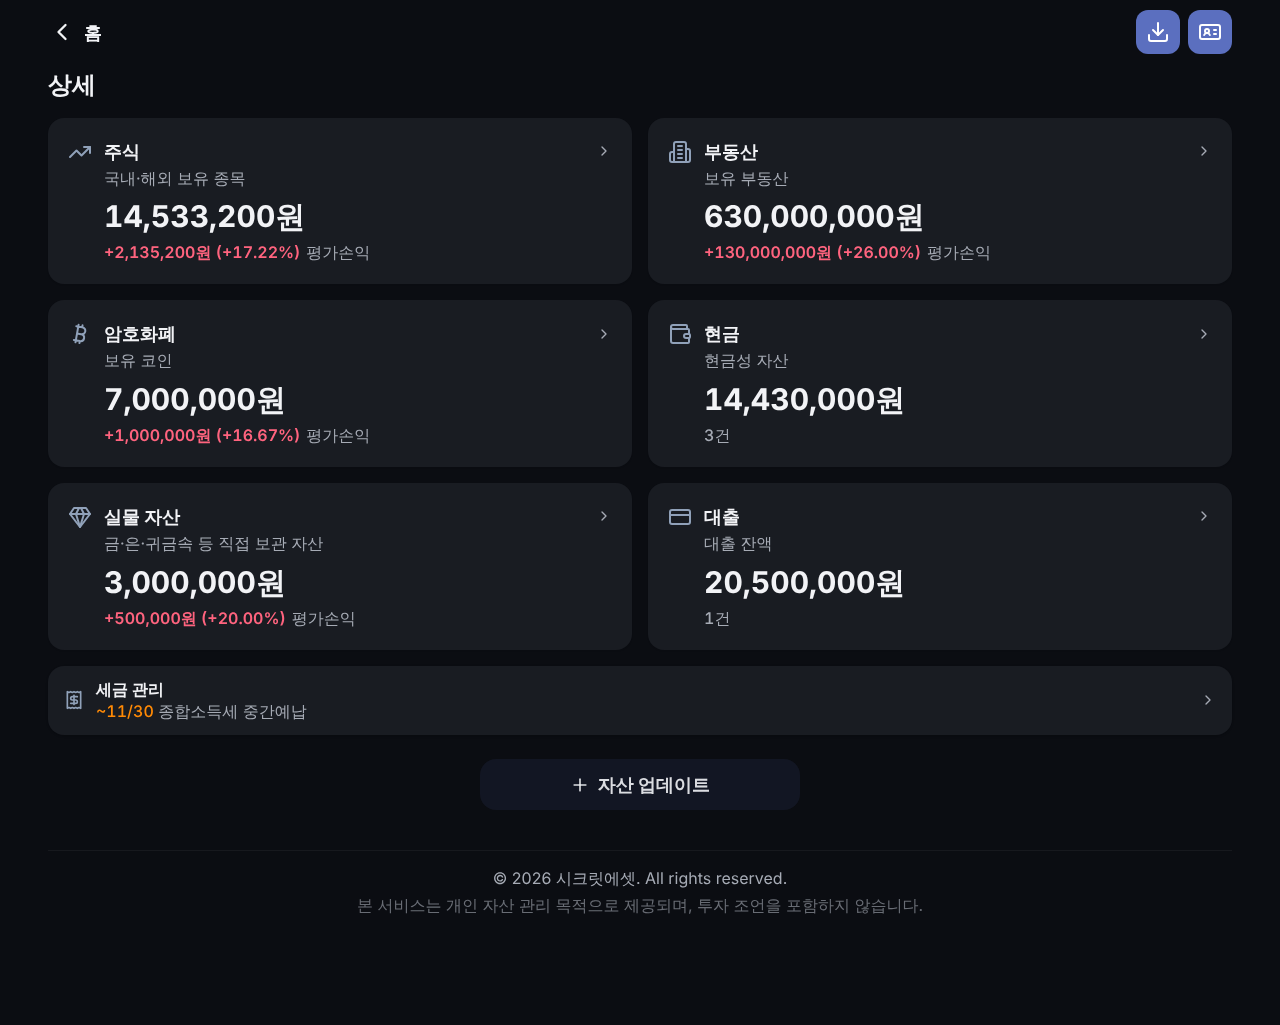 홈
상세
주식
국내·해외 보유 종목
14,533,200원
+2,135,200원 (+17.22%) 평가손익
부동산
보유 부동산
630,000,000원
+130,000,000원 (+26.00%) 평가손익
암호화폐
보유 코인
7,000,000원
+1,000,000원 (+16.67%) 평가손익
현금
현금성 자산
14,430,000원
3건
실물 자산
금·은·귀금속 등 직접 보관 자산
3,000,000원
+500,000원 (+20.00%) 평가손익
대출
대출 잔액
20,500,000원
1건
세금 관리
~11/30 종합소득세 중간예납
자산 업데이트
© 2026 시크릿에셋. All rights reserved.
본 서비스는 개인 자산 관리 목적으로 제공되며, 투자 조언을 포함하지 않습니다.